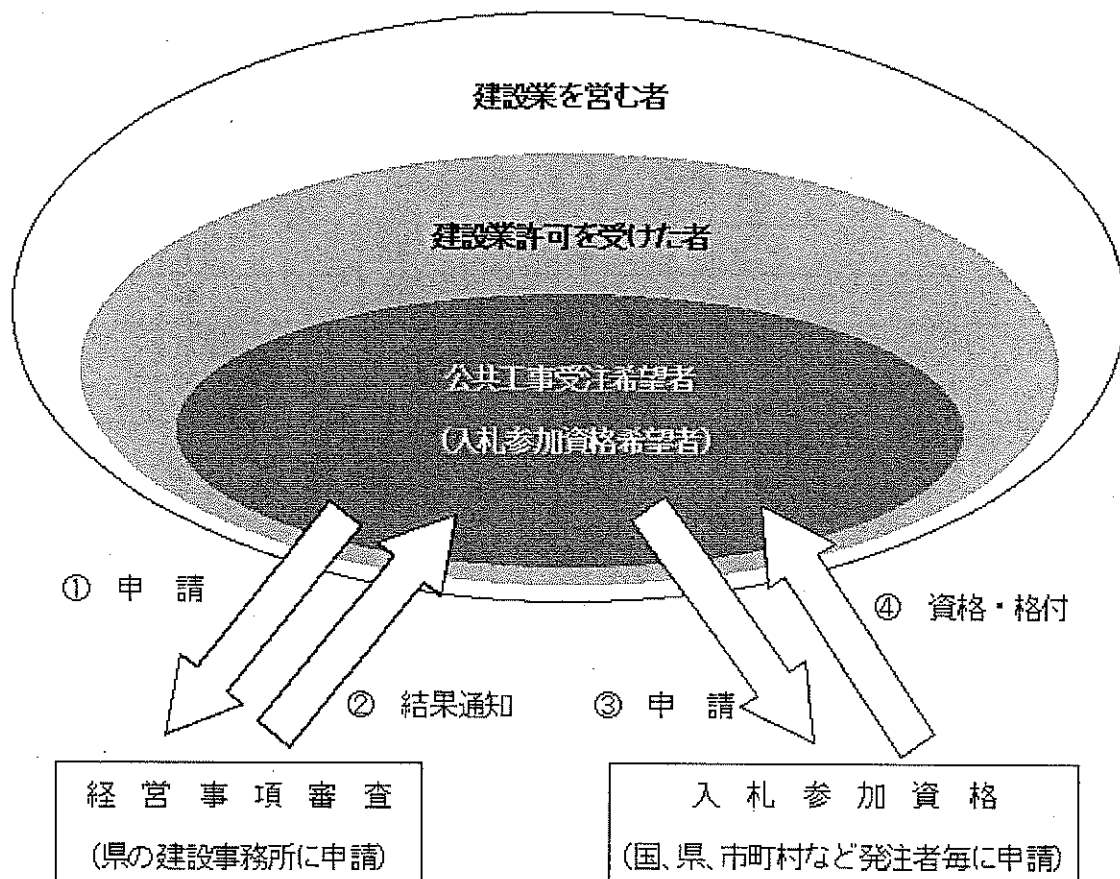 建設業を営む者
建設業許可を受けた者
公共工事受注希望者
(入札参加資格希望者)
① 申 請
② 結果通知
③ 申 請
④ 資格・格付
経 営 事 項 審 査
(県の建設事務所に申請)
入 札 参 加 資 格
(国、県、市町村など発注者毎に申請)